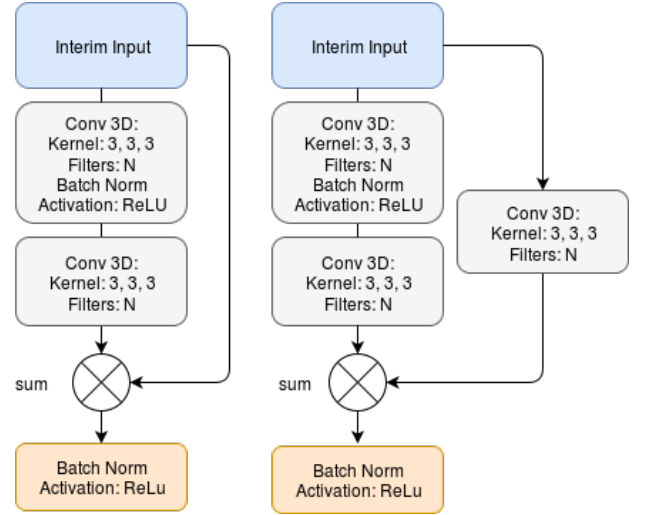 Interim Input
Conv 3D:
Kernel: 3, 3, 3
Filters: N
Batch Norm
Activation: ReLU
Conv 3D:
Kernel: 3, 3, 3
Filters: N
sum
Batch Norm
Activation: ReLu
Interim Input
Conv 3D:
Kernel: 3, 3, 3
Filters: N
Batch Norm
Activation: ReLU
Conv 3D:
Kernel: 3, 3, 3
Filters: N
Conv 3D:
Kernel: 3, 3, 3
Filters: N
sum
Batch Norm
Activation: ReLu